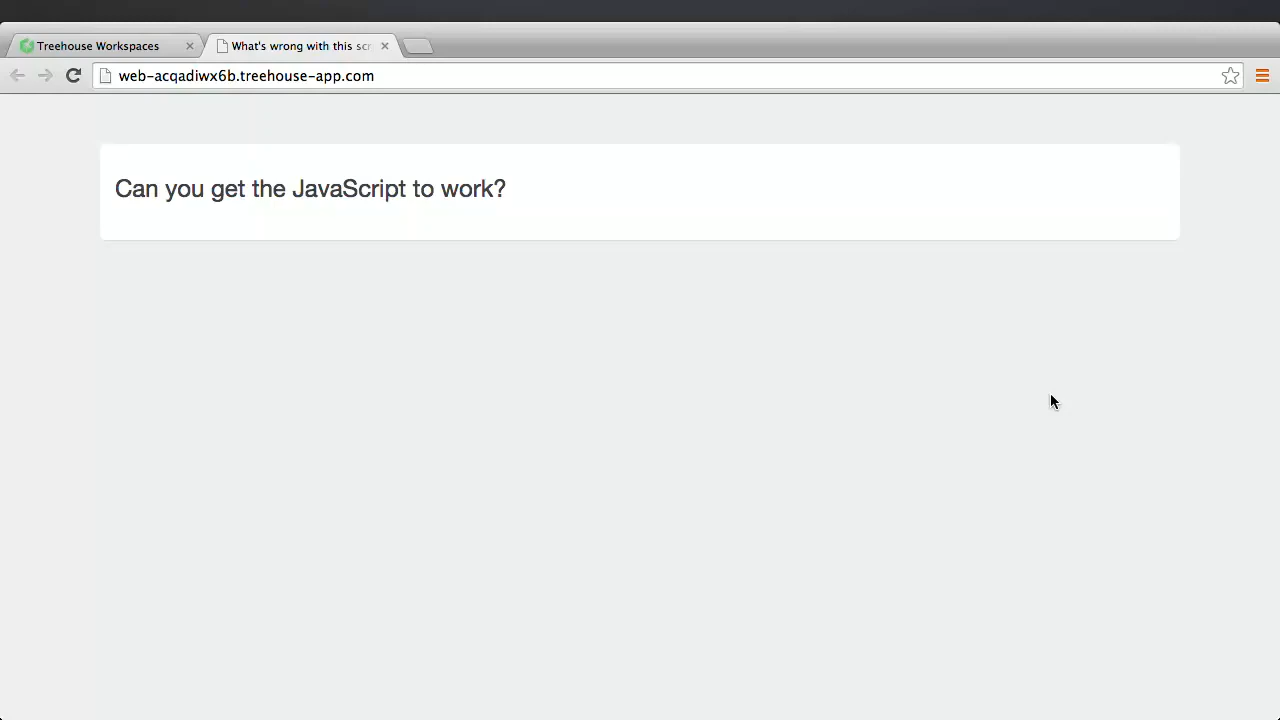 Treehouse Workspaces
What's wrong with this scr
web-acqadiwx6b.treehouse-app.com
Can you get the JavaScript to work?